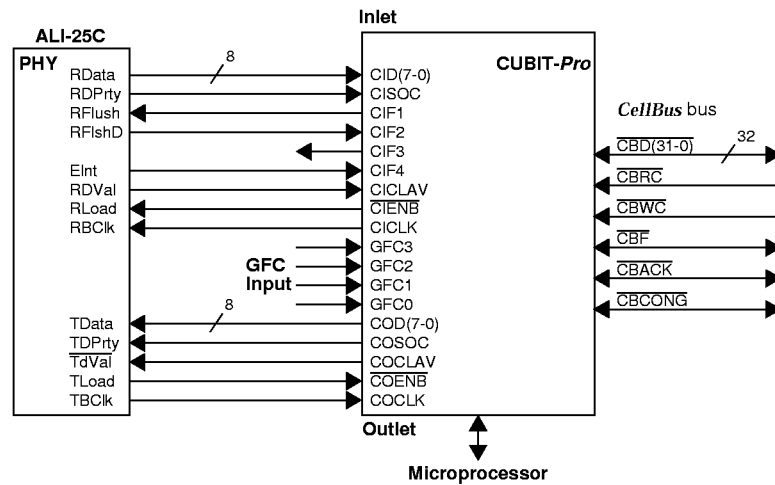 Inlet
ALI-25C
PHY
CUBIT-Pro
RData
8
CID(7-0)
RDPrty
CISOC
RFlush
CIF1
RFlshD
CIF2
CIF3
EInt
CIF4
RDVal
CICLAV
RLoad
CIENB
RBClk
CICLK
GFC3
GFC
GFC2
Input
GFC1
GFC0
TData
8
COD(7-0)
TDPrty
COSOC
TdVal
COCLAV
TLoad
COENB
TBClk
COCLK
Outlet
Microprocessor
CellBus bus
CBD(31-0)
32
CBRC
CBWC
CBF
CBACK
CBCONG